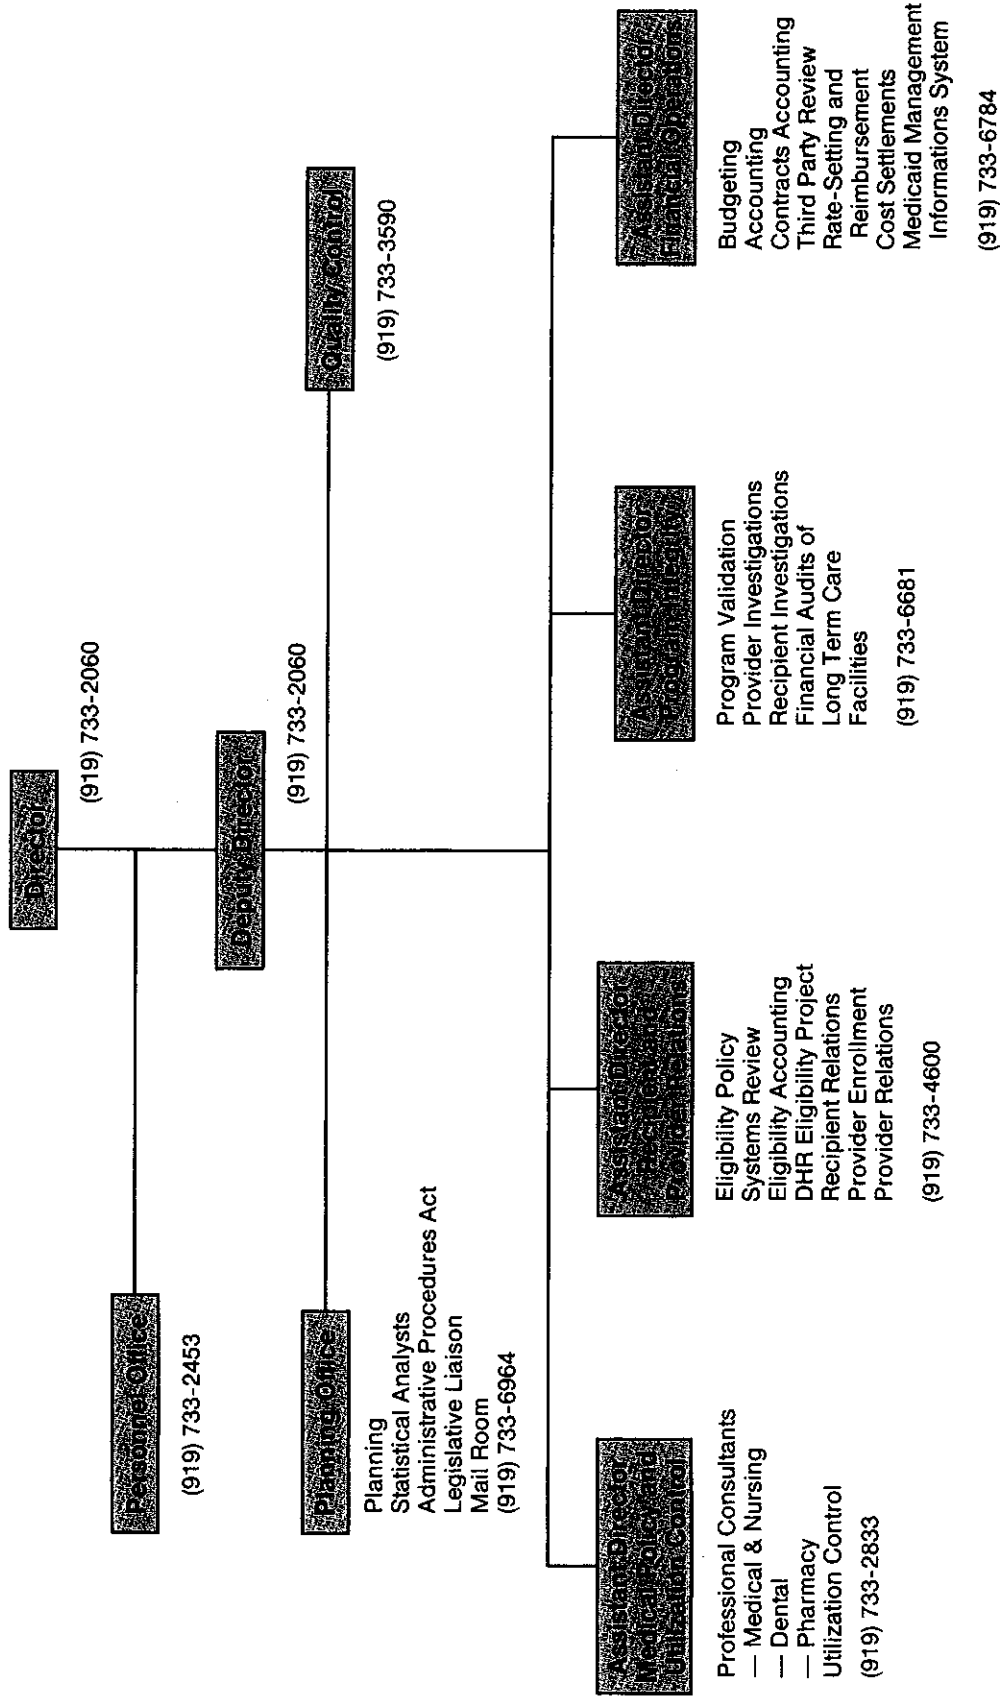 Director
(919) 733-2060
Personnel Office
(919) 733-2453
Deputy Director
(919) 733-2060
Planning Office
Planning
Statistical Analysts
Administrative Procedures Act
Legislative Liaison
Mail Room
(919) 733-6964
Quality Control
(919) 733-3590
Assistant Director
Medical Policy and
Utilization Control
Professional Consultants
— Medical & Nursing
— Dental
— Pharmacy
Utilization Control
(919) 733-2833
Assistant Director
Recipient and
Provider Relations
Eligibility Policy
Systems Review
Eligibility Accounting
DHR Eligibility Project
Recipient Relations
Provider Enrollment
Provider Relations
(919) 733-4600
Assistant Director
Program Integrity
Program Validation
Provider Investigations
Recipient Investigations
Financial Audits of
Long Term Care
Facilities
(919) 733-6681
Assistant Director
Financial Operations
Budgeting
Accounting
Contracts Accounting
Third Party Review
Rate-Setting and
Reimbursement
Cost Settlements
Medicaid Management
Informations System
(919) 733-6784